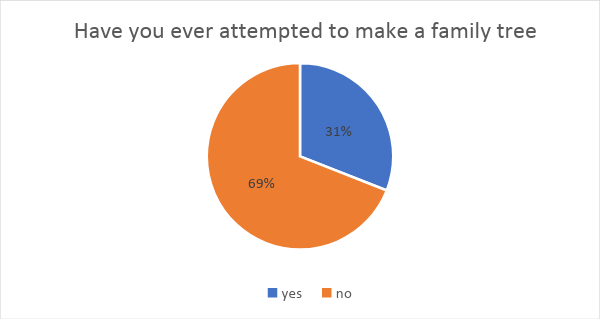 Have you ever attempted to make a family tree
31%
69%
yes no